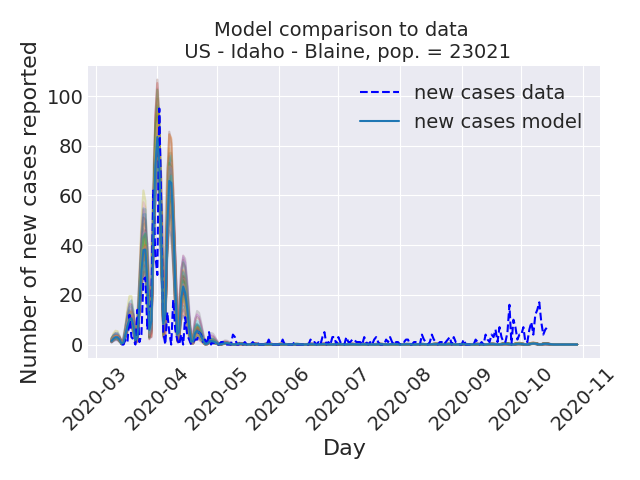 Model comparison to data
US - Idaho - Blaine, pop. = 23021
Number of new cases reported
100
80
60
40
20
0
new cases data
new cases model
2020-03
2020-04
2020-05
2020-06
2020-07
2020-08
2020-09
2020-10
2020-11
Day